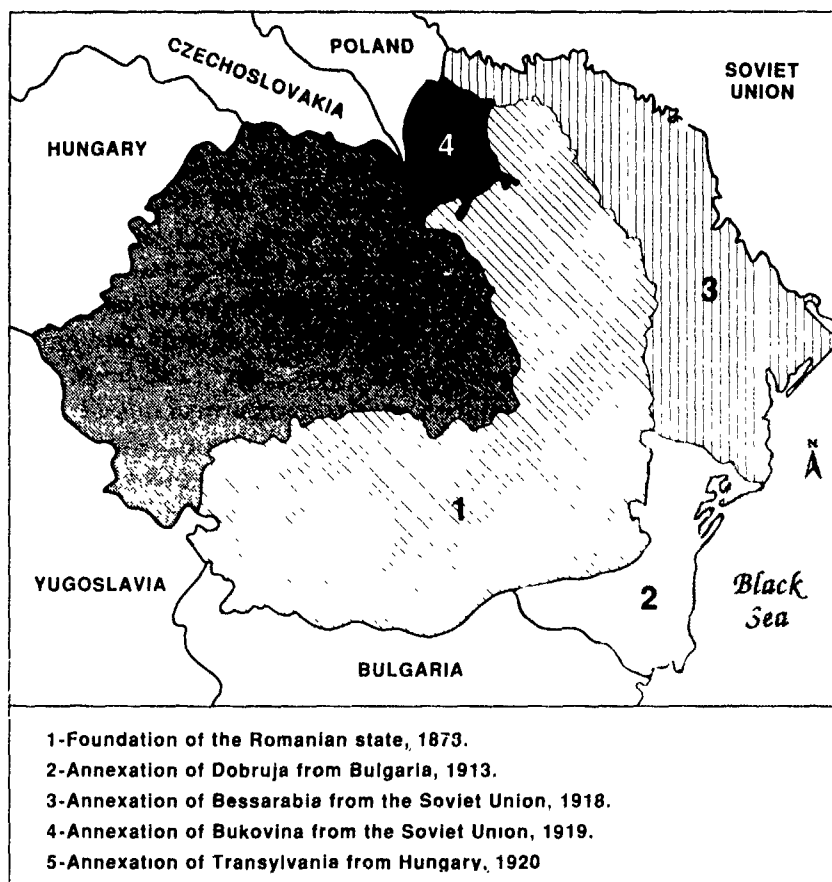 POLAND
CZECHOSLOVAKIA
SOVIET
UNION
HUNGARY
4
3
N
1
YUGOSLAVIA
2
Black
Sea
BULGARIA
1-Foundation of the Romanian state, 1873.
2-Annexation of Dobruja from Bulgaria, 1913.
3-Annexation of Bessarabia from the Soviet Union, 1918.
4-Annexation of Bukovina from the Soviet Union, 1919.
5-Annexation of Transylvania from Hungary, 1920